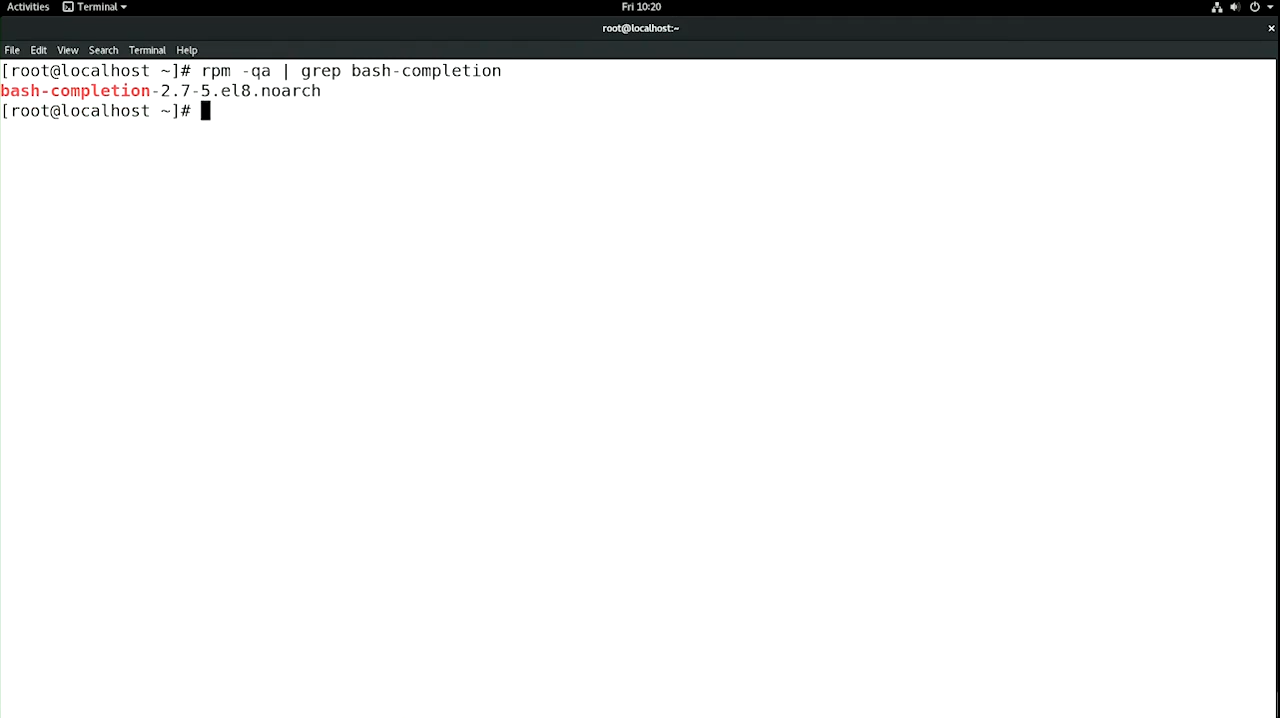 Activities Terminal Fri 10:20
root@localhost:~
File Edit View Search Terminal Help
[root@localhost ~]# rpm -qa | grep bash-completion
bash-completion-2.7-5.el8.noarch
[root@localhost ~]#